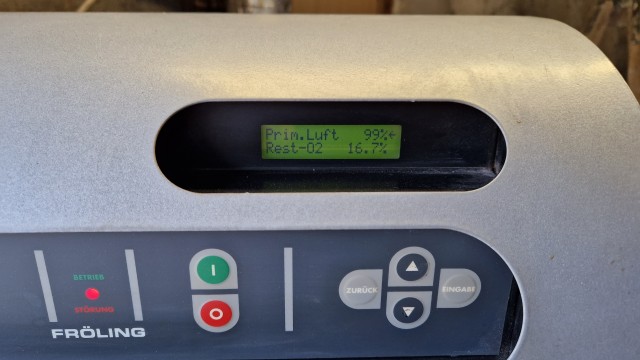 Prim.Luft 99%←
Rest-O2 16.7%
BETRIEB
STÖRUNG
FRÖLING
I
O
ZURÜCK
EINGABE